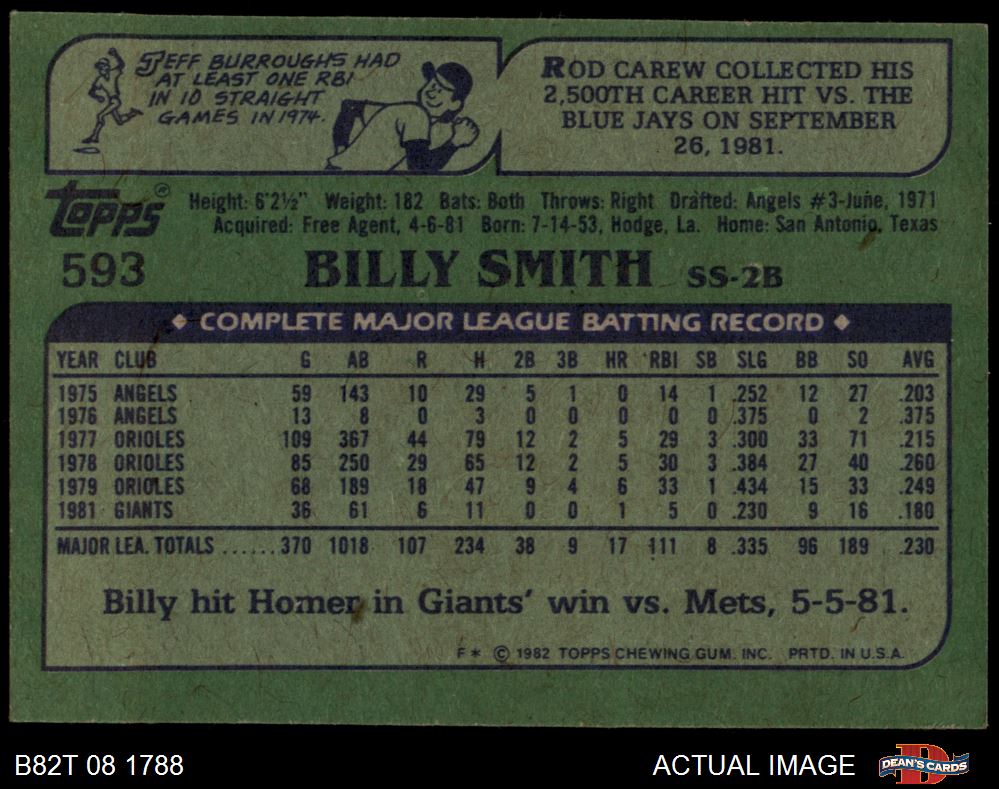 JEFF BURROUGHS HAD
AT LEAST ONE RBI
IN 10 STRAIGHT
GAMES IN 1974.
ROD CAREW COLLECTED HIS
2,500TH CAREER HIT VS. THE
BLUE JAYS ON SEPTEMBER
26, 1981.
TOPPS®
Height: 6'2½" Weight: 182 Bats: Both Throws: Right Drafted: Angels #3-June, 1971
Acquired: Free Agent, 4-6-81 Born: 7-14-53, Hodge, La. Home: San Antonio, Texas
593 BILLY SMITH SS-2B
◆ COMPLETE MAJOR LEAGUE BATTING RECORD ◆
YEAR CLUB G AB R H 2B 3B HR RBI SB SLG BB SO AVG
1975 ANGELS 59 143 10 29 5 1 0 14 1 .252 12 27 .203
1976 ANGELS 13 8 0 3 0 0 0 0 0 .375 0 2 .375
1977 ORIOLES 109 367 44 79 12 2 5 29 3 .300 33 71 .215
1978 ORIOLES 85 250 29 65 12 2 5 30 3 .384 27 40 .260
1979 ORIOLES 68 189 18 47 9 4 6 33 1 .434 15 33 .249
1981 GIANTS 36 61 6 11 0 0 1 5 0 .230 9 16 .180
MAJOR LEA. TOTALS ......370 1018 107 234 38 9 17 111 8 .335 96 189 .230
Billy hit Homer in Giants' win vs. Mets, 5-5-81.
F* © 1982 TOPPS CHEWING GUM. INC. PRTD. IN U.S.A.
B82T 08 1788 ACTUAL IMAGE DEAN'S CARDS